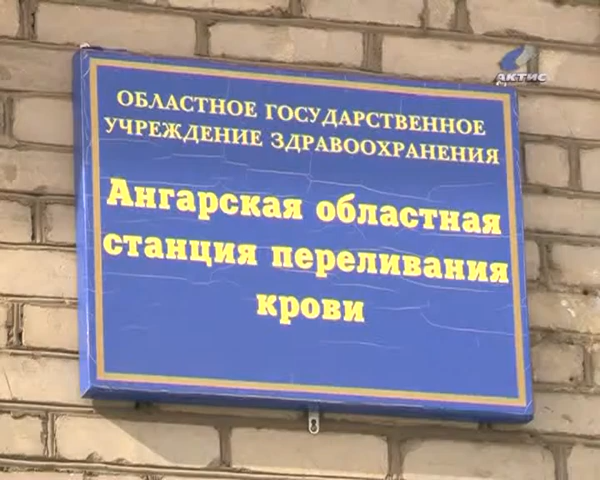 АКТИС
ОБЛАСТНОЕ ГОСУДАРСТВЕННОЕ
УЧРЕЖДЕНИЕ ЗДРАВООХРАНЕНИЯ
Ангарская областная
станция переливания
крови